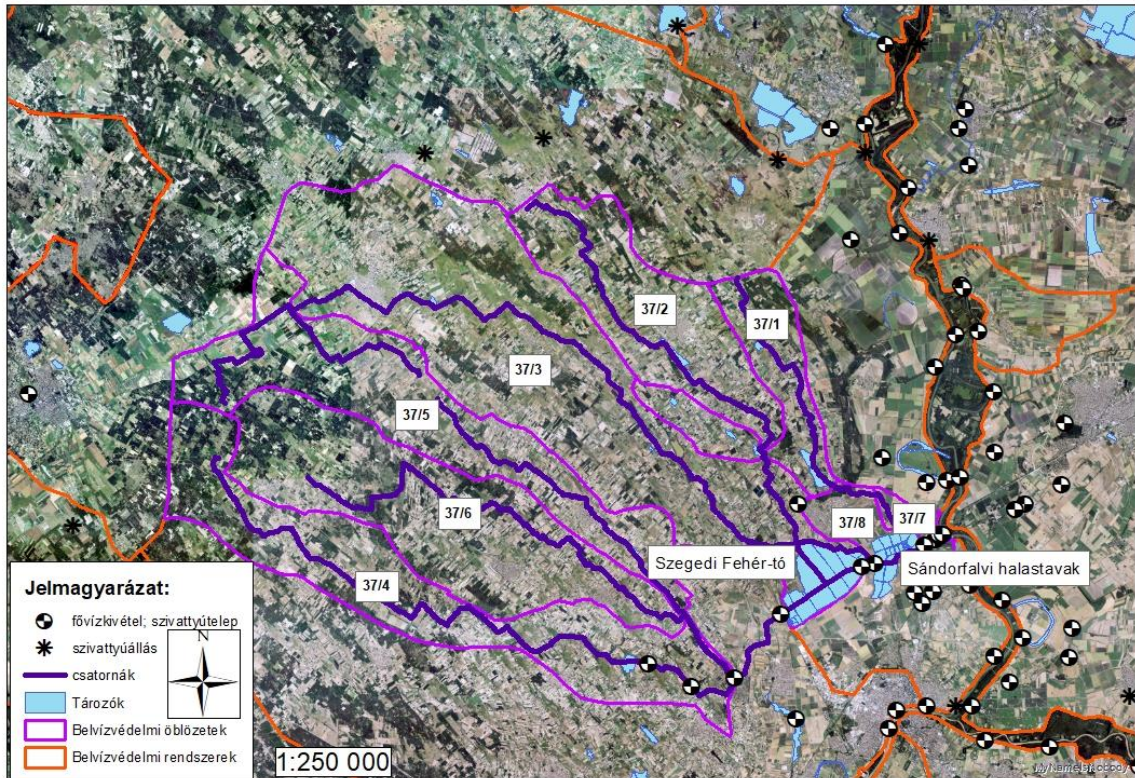 37/2
37/1
37/3
37/5
37/6
37/8
37/7
37/4
Szegedi Fehér-tó
Sándorfalvi halastavak
Jelmagyarázat:
fővízkivétel; szivattyútelep
szivattyúállás
csatornák
Tározók
Belvízvédelmi öblözetek
Belvízvédelmi rendszerek
N
1:250 000